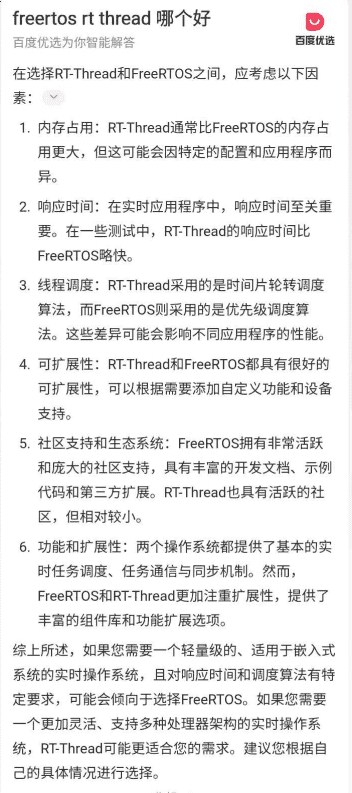 freertos rt thread 哪个好
百度优选为你智能解答
百度优选
在选择RT-Thread和FreeRTOS之间，应考虑以下因
素：
1. 内存占用：RT-Thread通常比FreeRTOS的内存占
用更大，但这可能会因特定的配置和应用程序而
异。
2. 响应时间：在实时应用程序中，响应时间至关重
要。在一些测试中，RT-Thread的响应时间比
FreeRTOS略快。
3. 线程调度：RT-Thread采用的是时间片轮转调度
算法，而FreeRTOS则采用的是优先级调度算
法。这些差异可能会影响不同应用程序的性能。
4. 可扩展性：RT-Thread和FreeRTOS都具有很好的
可扩展性，可以根据需要添加自定义功能和设备
支持。
5. 社区支持和生态系统：FreeRTOS拥有非常活跃
和庞大的社区支持，具有丰富的开发文档、示例
代码和第三方扩展。RT-Thread也具有活跃的社
区，但相对较小。
6. 功能和扩展性：两个操作系统都提供了基本的实
时任务调度、任务通信与同步机制。然而，
FreeRTOS和RT-Thread更加注重扩展性，提供了
丰富的组件库和功能扩展选项。
综上所述，如果您需要一个轻量级的、适用于嵌入式
系统的实时操作系统，且对响应时间和调度算法有特
定要求，可能会倾向于选择FreeRTOS。如果您需要
一个更加灵活、支持多种处理器架构的实时操作系
统，RT-Thread可能更适合您的需求。建议您根据自
己的具体情况进行选择。